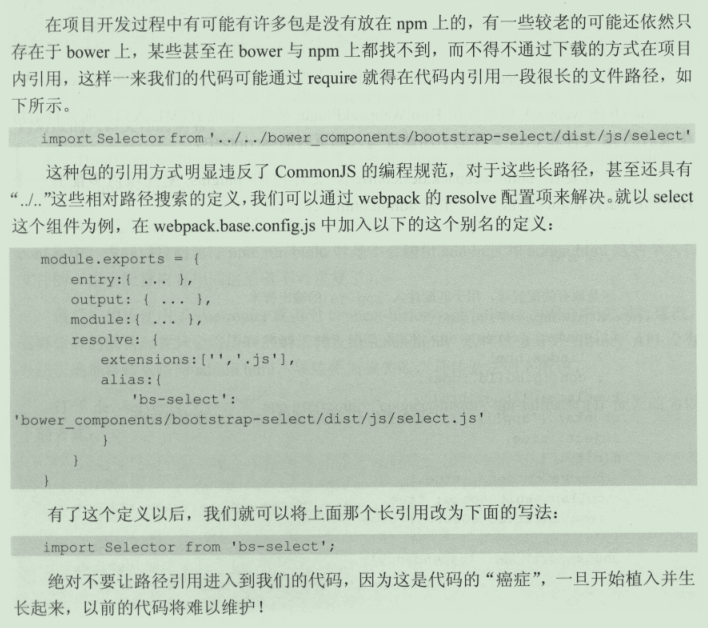 在项目开发过程中有可能有许多包是没有放在 npm 上的，有一些较老的可能还依然只
存在于 bower 上，某些甚至在 bower 与 npm 上都找不到，而不得不通过下载的方式在项目
内引用，这样一来我们的代码可能通过 require 就得在代码内引用一段很长的文件路径，如
下所示。
import Selector from '../../bower_components/bootstrap-select/dist/js/select'
这种包的引用方式明显违反了 CommonJS 的编程规范，对于这些长路径，甚至还具有
“../..”这些相对路径搜索的定义，我们可以通过 webpack 的 resolve 配置项来解决。就以 select
这个组件为例，在 webpack.base.config.js 中加入以下的这个别名的定义：
module.exports = {
entry:{ ... },
output: { ... },
module:{ ... },
resolve: {
extensions:['','.js'],
alias:{
'bs-select':
'bower_components/bootstrap-select/dist/js/select.js'
}
}
}
有了这个定义以后，我们就可以将上面那个长引用改为下面的写法：
import Selector from 'bs-select';
绝对不要让路径引用进入到我们的代码，因为这是代码的“癌症”，一旦开始植入并生
长起来，以前的代码将难以维护！